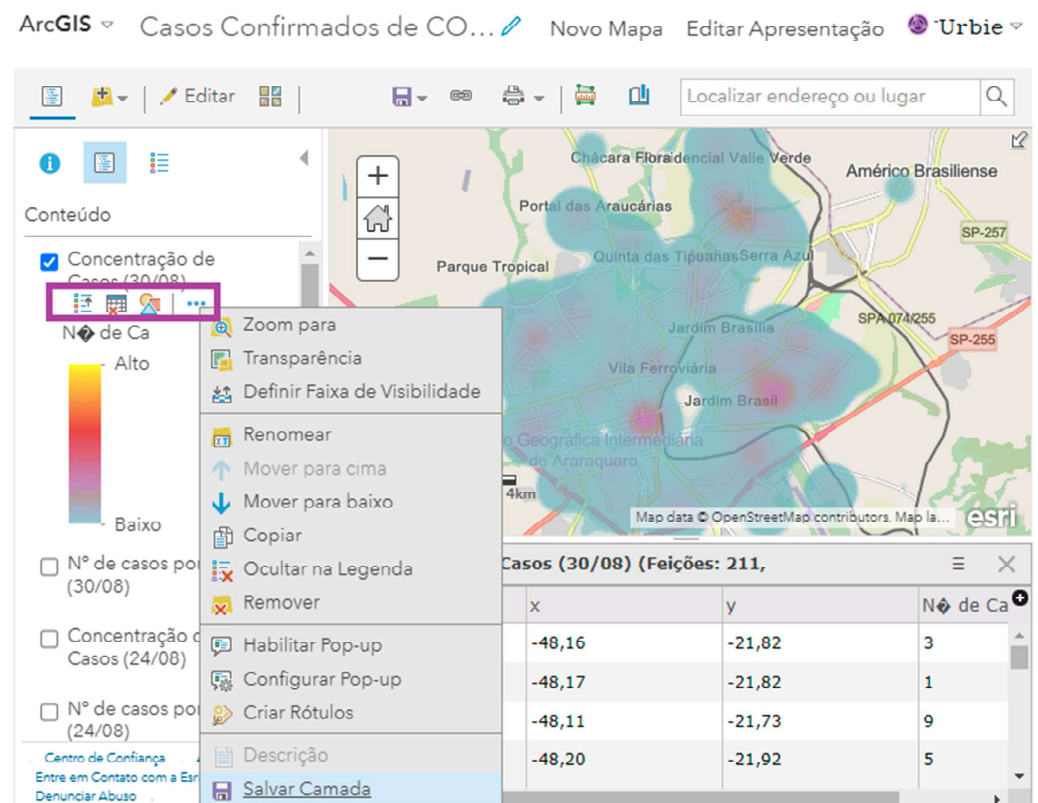 ArcGIS Casos Confirmados de CO... Novo Mapa Editar Apresentação Urbie
Editar Localizar endereço ou lugar
Conteúdo
Concentração de
Casos (30/08)
N� de Ca
Alto
Baixo
Nº de casos por
(30/08)
Concentração
Casos (24/08)
Nº de casos por
(24/08)
Centro de Confiança
Entre em Contato com a Esr
Denunciar Abuso
Zoom para
Transparência
Definir Faixa de Visibilidade
Renomear
Mover para cima
Mover para baixo
Copiar
Ocultar na Legenda
Remover
Habilitar Pop-up
Configurar Pop-up
Criar Rótulos
Descrição
Salvar Camada
Chácara Flora
idencial Valle Verde
Américo Brasiliense
Portal das Araucárias
SP-257
Quinta das Tipuanas
Serra Azul
Parque Tropical
Jardim Brasília
SPA 074/255
SP-255
Vila Ferroviária
Jardim Brasil
o Geográfica Intermediária
de Araraquara
4km
Map data © OpenStreetMap contributors. Map la... esri
Casos (30/08) (Feições: 211,
x y N� de Ca
-48,16 -21,82 3
-48,17 -21,82 1
-48,11 -21,73 9
-48,20 -21,92 5